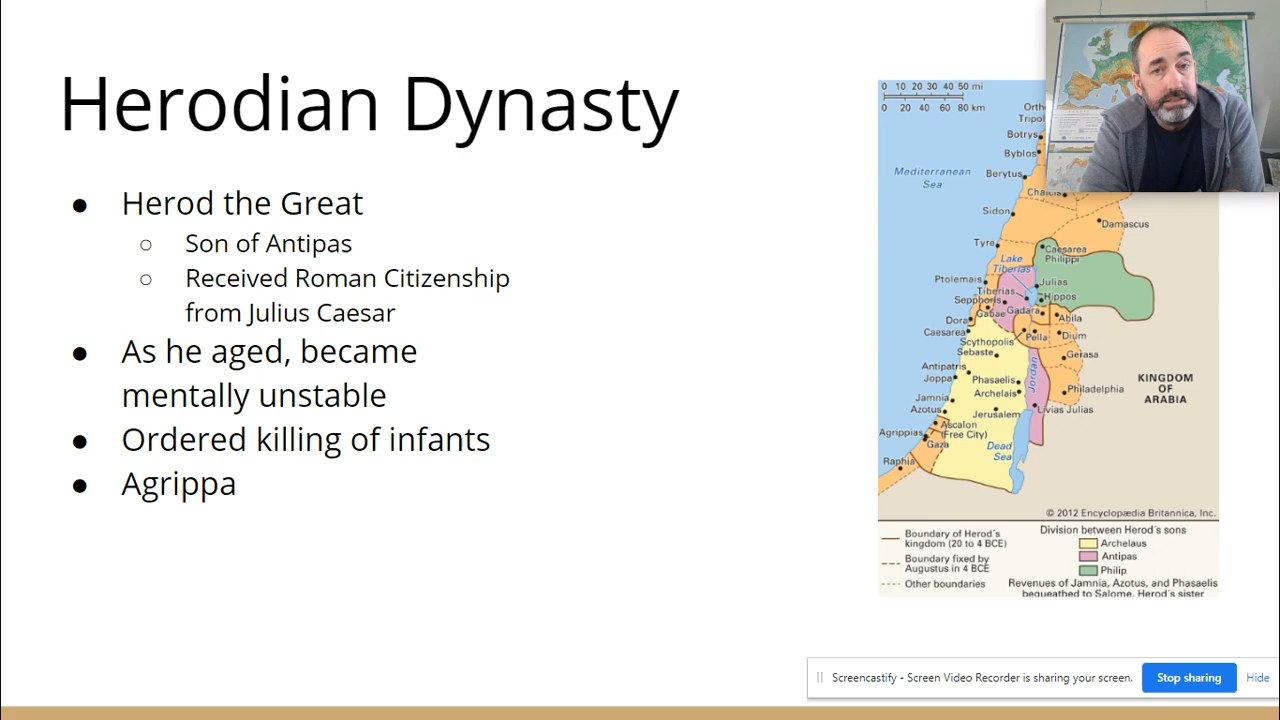 Herodian Dynasty
● Herod the Great
○ Son of Antipas
○ Received Roman Citizenship
from Julius Caesar
● As he aged, became
mentally unstable
● Ordered killing of infants
● Agrippa
0 10 20 30 40 50 mi
0 20 40 60 80 km
Orth
Tripol
Botrys
Byblos
Mediterranean
Sea
Berytus
Chalcis
Sidon
Damascus
Tyre
Caesarea
Philippi
Lake
Tiberias
Ptolemais
Julias
Tiberias
Hippos
Sepphoris
Gabae
Gadara
Abila
Dora
Caesarea
Pella
Dium
Scythopolis
Sebaste
Gerasa
Antipatris
Joppa
Phasaelis
Jordan
KINGDOM
OF
ARABIA
Archelais
Philadelphia
Jamnia
Azotus
Jerusalem
Livias Julias
Ascalon
(Free City)
Agrippias
Gaza
Dead
Sea
Raphia
© 2012 Encyclopædia Britannica, Inc.
Boundary of Herod's
kingdom (20 to 4 BCE)
Boundary fixed by
Augustus in 4 BCE
Other boundaries
Division between Herod's sons
Archelaus
Antipas
Philip
Revenues of Jamnia, Azotus, and Phasaelis
bequeathed to Salome, Herod's sister
Screencastify - Screen Video Recorder is sharing your screen.
Stop sharing
Hide